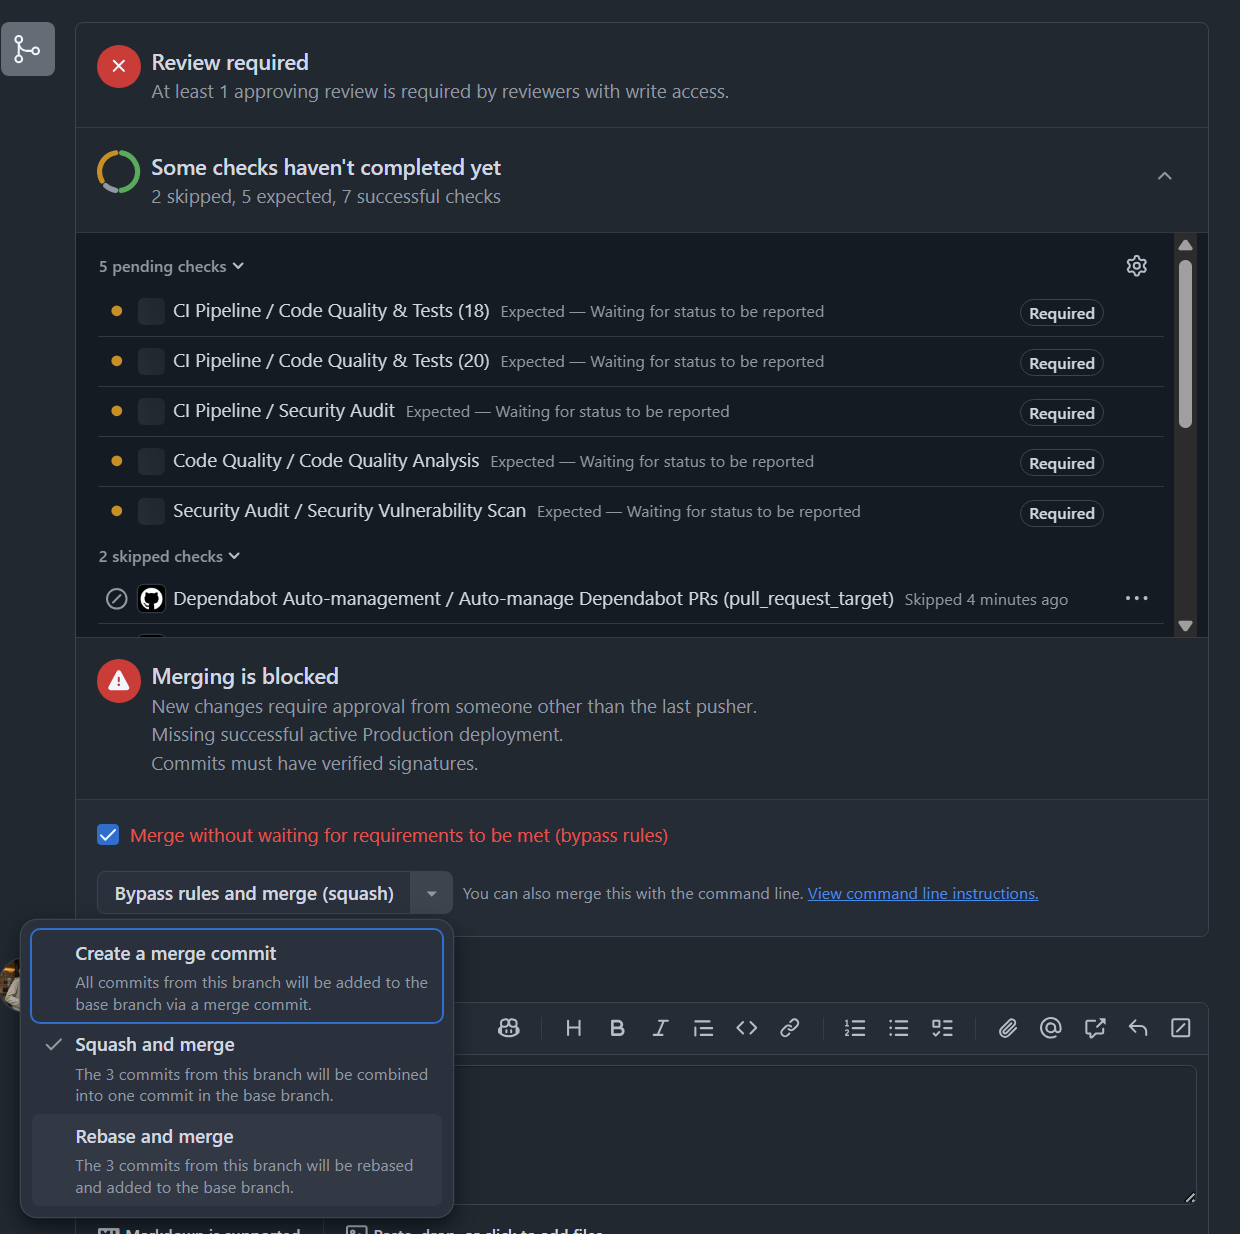 Review required
At least 1 approving review is required by reviewers with write access.
Some checks haven't completed yet
2 skipped, 5 expected, 7 successful checks
5 pending checks
CI Pipeline / Code Quality & Tests (18) Expected — Waiting for status to be reported Required
CI Pipeline / Code Quality & Tests (20) Expected — Waiting for status to be reported Required
CI Pipeline / Security Audit Expected — Waiting for status to be reported Required
Code Quality / Code Quality Analysis Expected — Waiting for status to be reported Required
Security Audit / Security Vulnerability Scan Expected — Waiting for status to be reported Required
2 skipped checks
Dependabot Auto-management / Auto-manage Dependabot PRs (pull_request_target) Skipped 4 minutes ago
Merging is blocked
New changes require approval from someone other than the last pusher.
Missing successful active Production deployment.
Commits must have verified signatures.
Merge without waiting for requirements to be met (bypass rules)
Bypass rules and merge (squash) You can also merge this with the command line. View command line instructions.
Create a merge commit
All commits from this branch will be added to the
base branch via a merge commit.
Squash and merge
The 3 commits from this branch will be combined
into one commit in the base branch.
Rebase and merge
The 3 commits from this branch will be rebased
and added to the base branch.
Markdown is supported Paste, drop, or click to add files